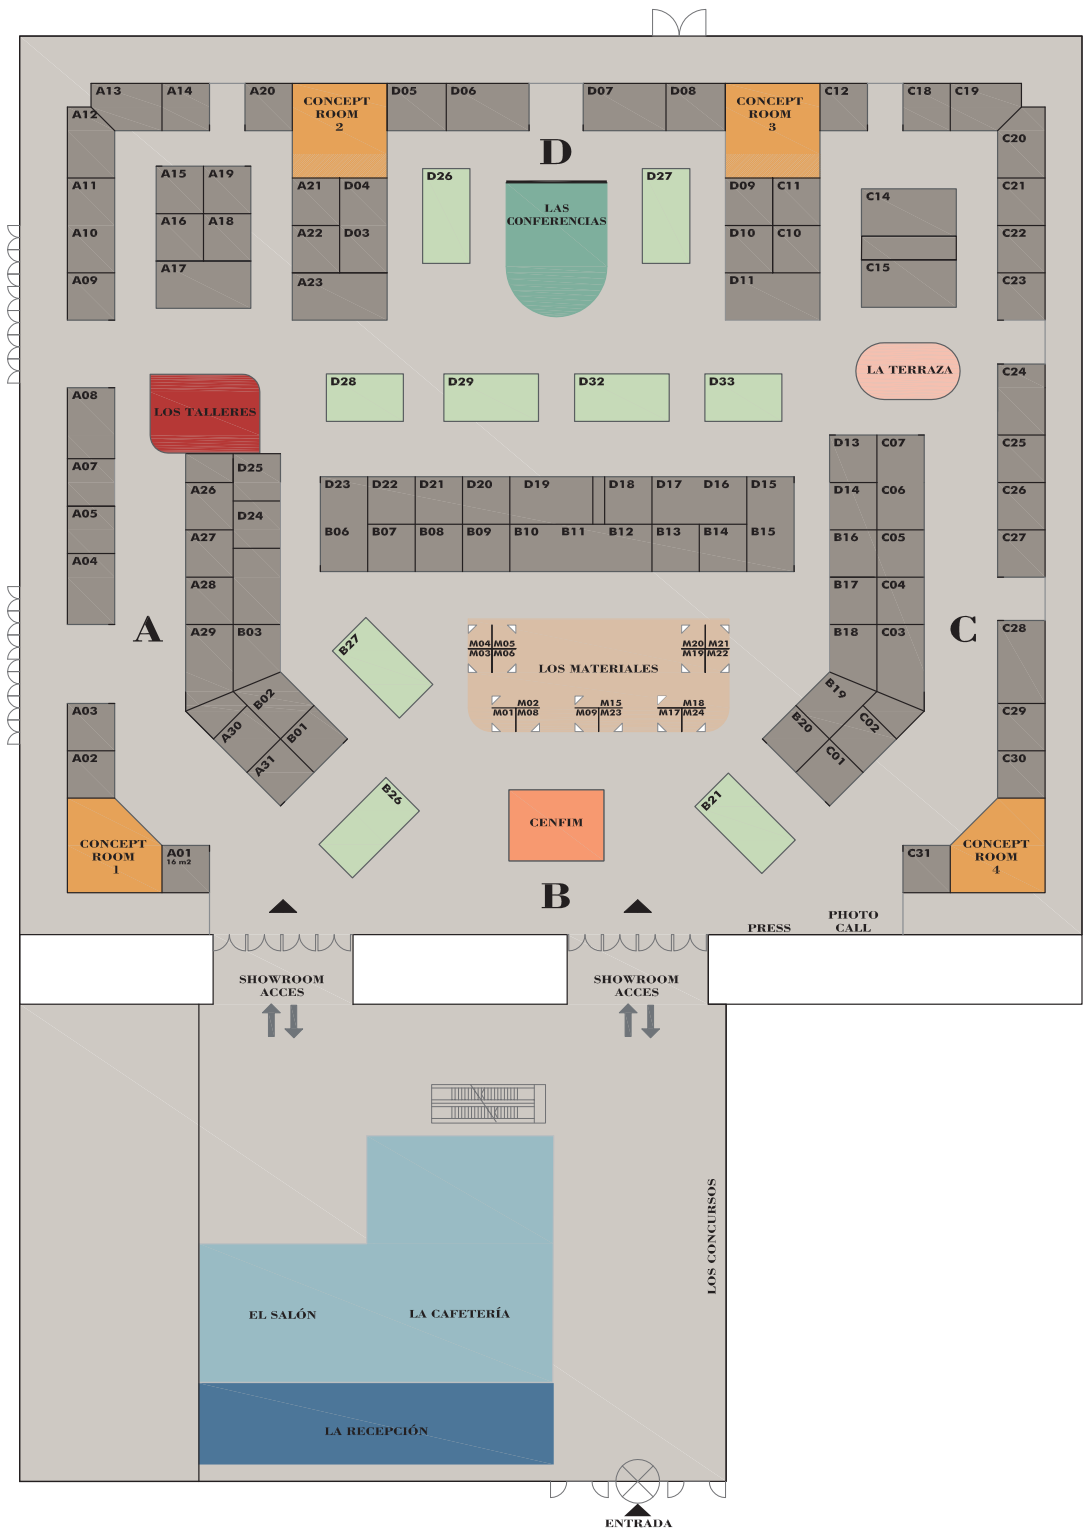 A13
A14
A20
CONCEPT
ROOM
2
D05
D06
D07
D08
CONCEPT
ROOM
3
C12
C18
C19
A12
C20
D
A15
A19
D26
D27
A11
A21
D04
LAS
CONFERENCIAS
D09
C11
C14
C21
A16
A18
A10
A22
D03
D10
C10
C22
A17
A09
A23
D11
C15
C23
LA TERRAZA
C24
A08
LOS TALLERES
D28
D29
D32
D33
A07
D25
D13
C07
C25
A26
D23
D22
D21
D20
D19
D18
D17
D16
D15
D14
C06
C26
A05
D24
A27
B06
B07
B08
B09
B10
B11
B12
B13
B14
B15
B16
C05
C27
A04
A28
B17
C04
A
A29
B03
B27
M04
M05
M03
M06
M20
M21
M19
M22
LOS MATERIALES
B18
C03
C
C28
M02
M01
M08
M15
M09
M23
M18
M17
M24
A03
B02
A30
B01
A31
B19
B20
C02
C01
C29
A02
C30
B26
CENFIM
B21
CONCEPT
ROOM
1
A01
16 m2
C31
CONCEPT
ROOM
4
B
PRESS
PHOTO
CALL
SHOWROOM
ACCES
SHOWROOM
ACCES
LOS CONCURSOS
EL SALÓN
LA CAFETERÍA
LA RECEPCIÓN
ENTRADA